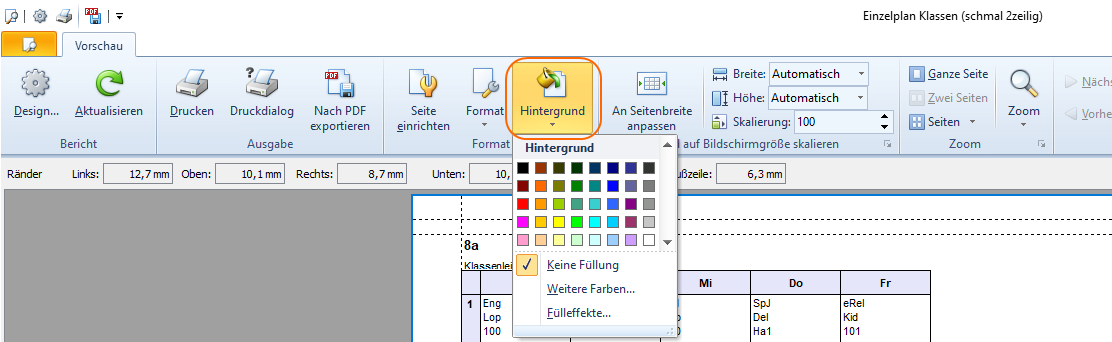 Einzelplan Klassen (schmal 2zeilig)
Vorschau
Design... Aktualisieren Drucken Druckdialog Nach PDF exportieren Seite einrichten Format Hintergrund An Seitenbreite anpassen
Breite: Automatisch
Höhe: Automatisch
Skalierung: 100
Ganze Seite
Zwei Seiten
Seiten
Zoom
Nächs
Vorhe
Bericht Ausgabe Format auf Bildschirmgröße skalieren Zoom
Ränder Links: 12,7 mm Oben: 10,1 mm Rechts: 8,7 mm Unten: 10, ußzeile: 6,3 mm
Hintergrund
Keine Füllung
Weitere Farben...
Fülleffekte...
8a
Klassenlei
Mi Do Fr
1 Eng SpJ eRel
Lop Del Kid
100 Ha1 101